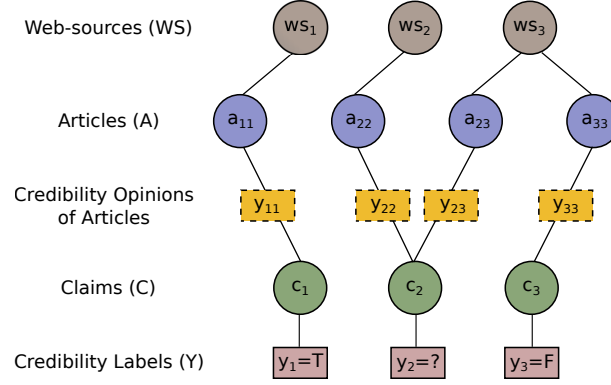 Web-sources (WS) ws1 ws2 ws3
Articles (A) a11 a22 a23 a33
Credibility Opinions
of Articles
y11 y22 y23 y33
Claims (C) c1 c2 c3
Credibility Labels (Y) y1=T y2=? y3=F